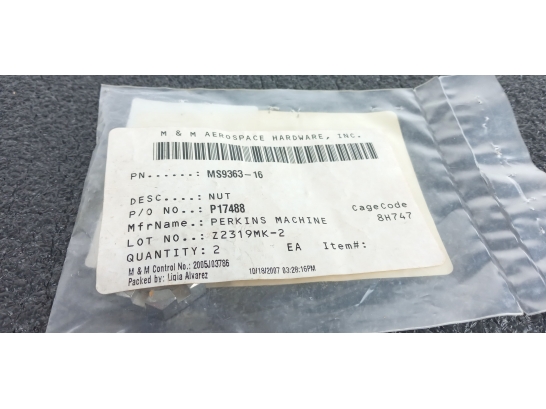 M & M AEROSPACE HARDWARE, INC.
PN......: MS9363-16
DESC....: NUT
P/O NO..: P17488 CageCode
MfrName.: PERKINS MACHINE 8H747
LOT NO..: Z2319MK-2
QUANTITY: 2 EA Item#:
M & M Control No.: 2005J03786
Packed by: Ligia Alvarez 10/18/2007 03:28:16PM